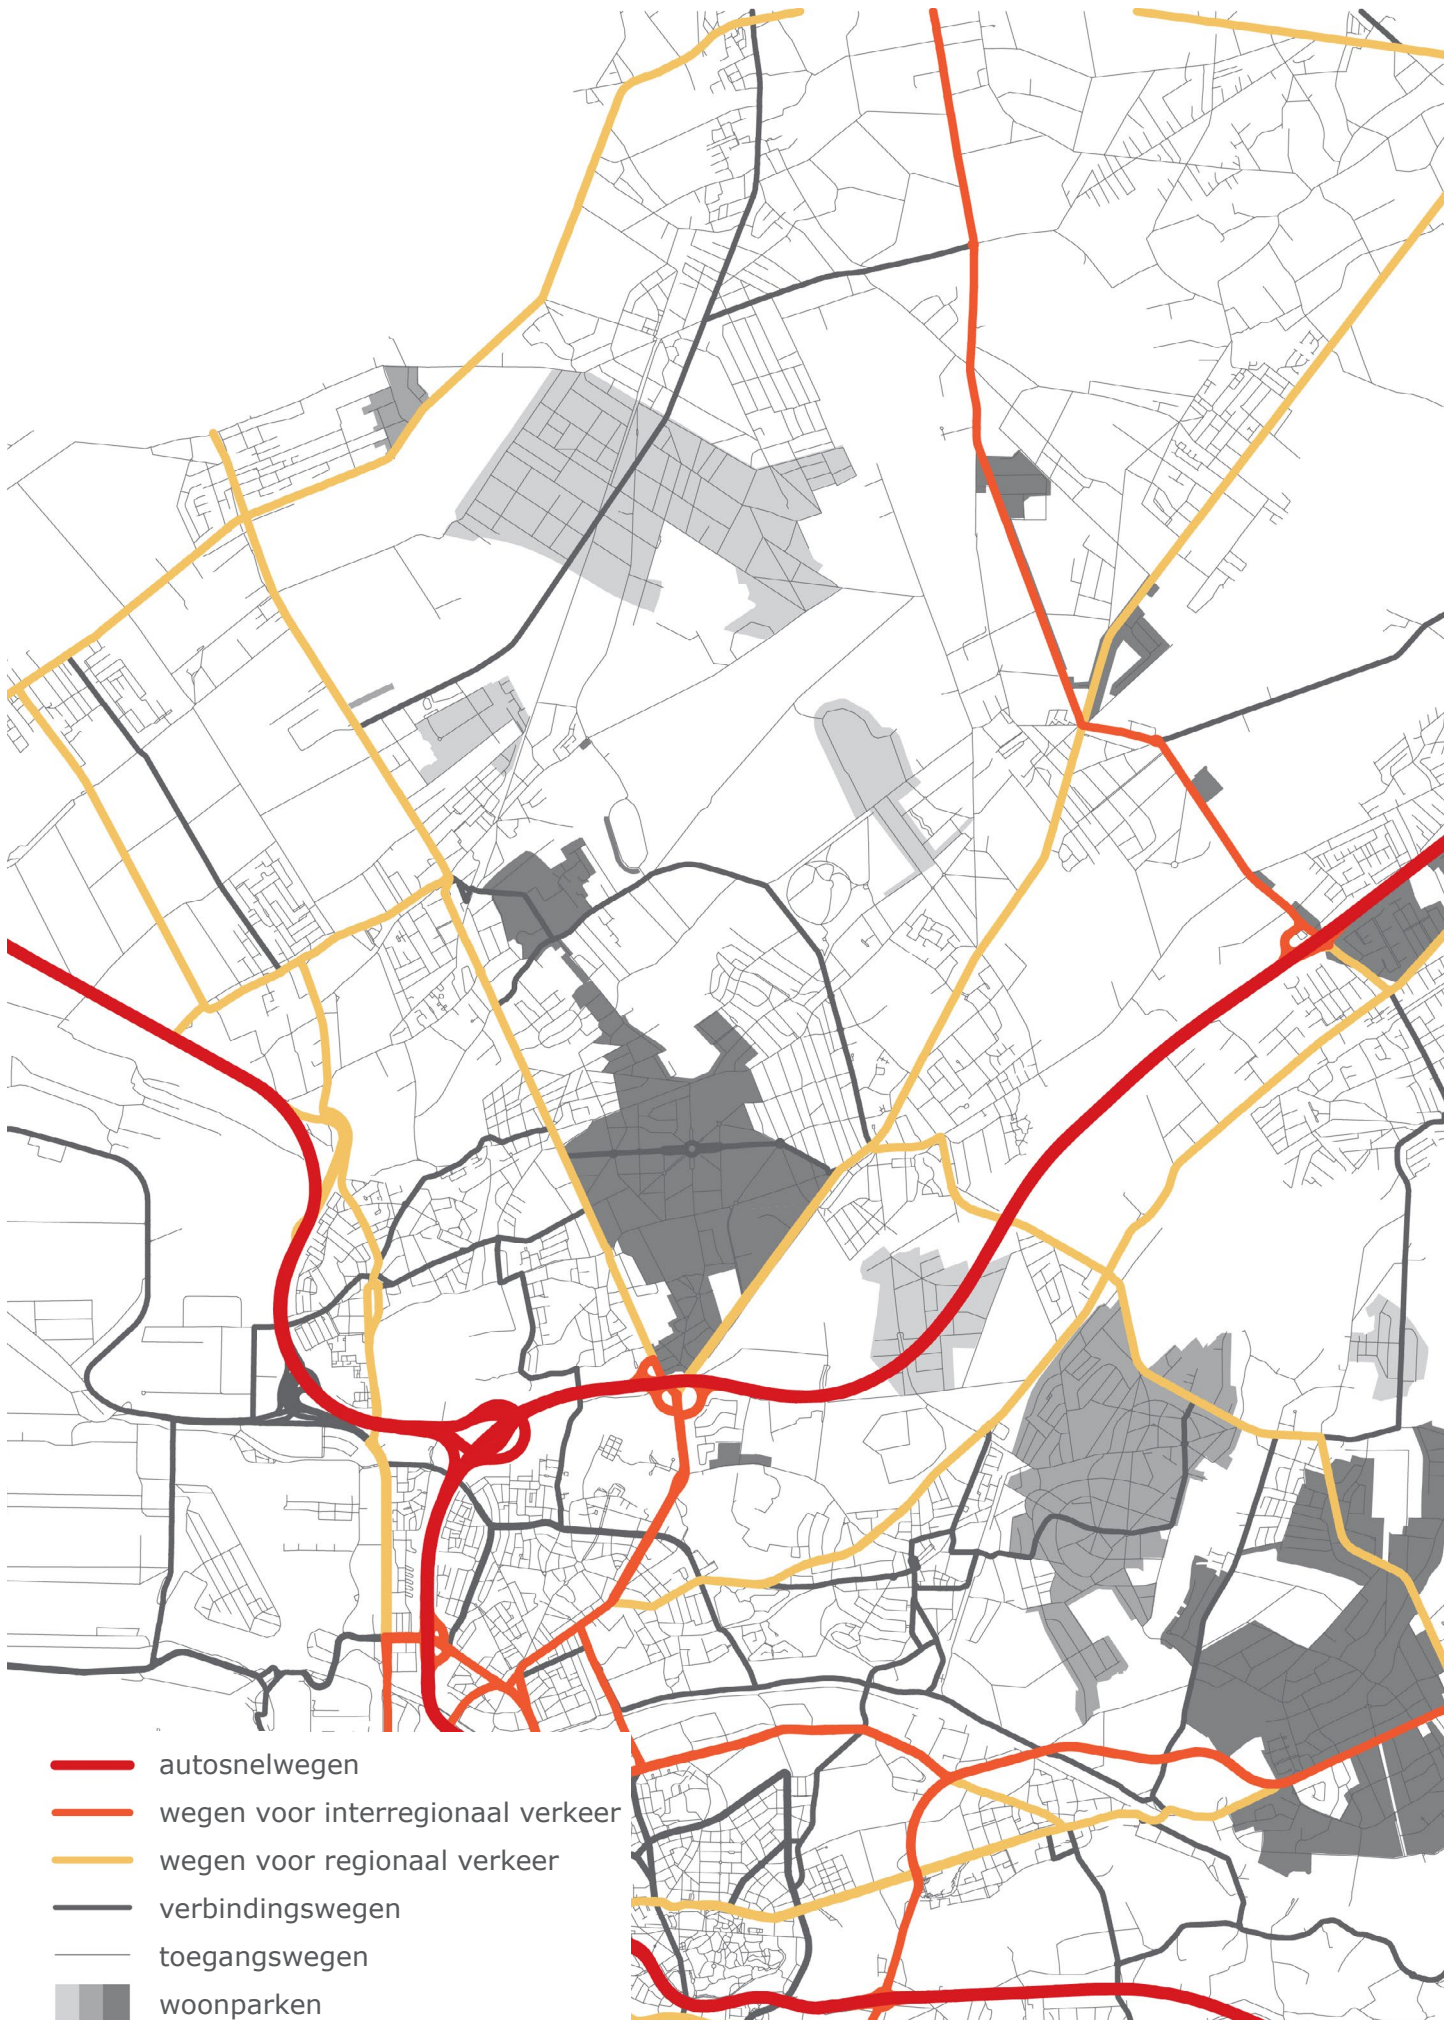 autosnelwegen
wegen voor interregionaal verkeer
wegen voor regionaal verkeer
verbindingswegen
toegangswegen
woonparken